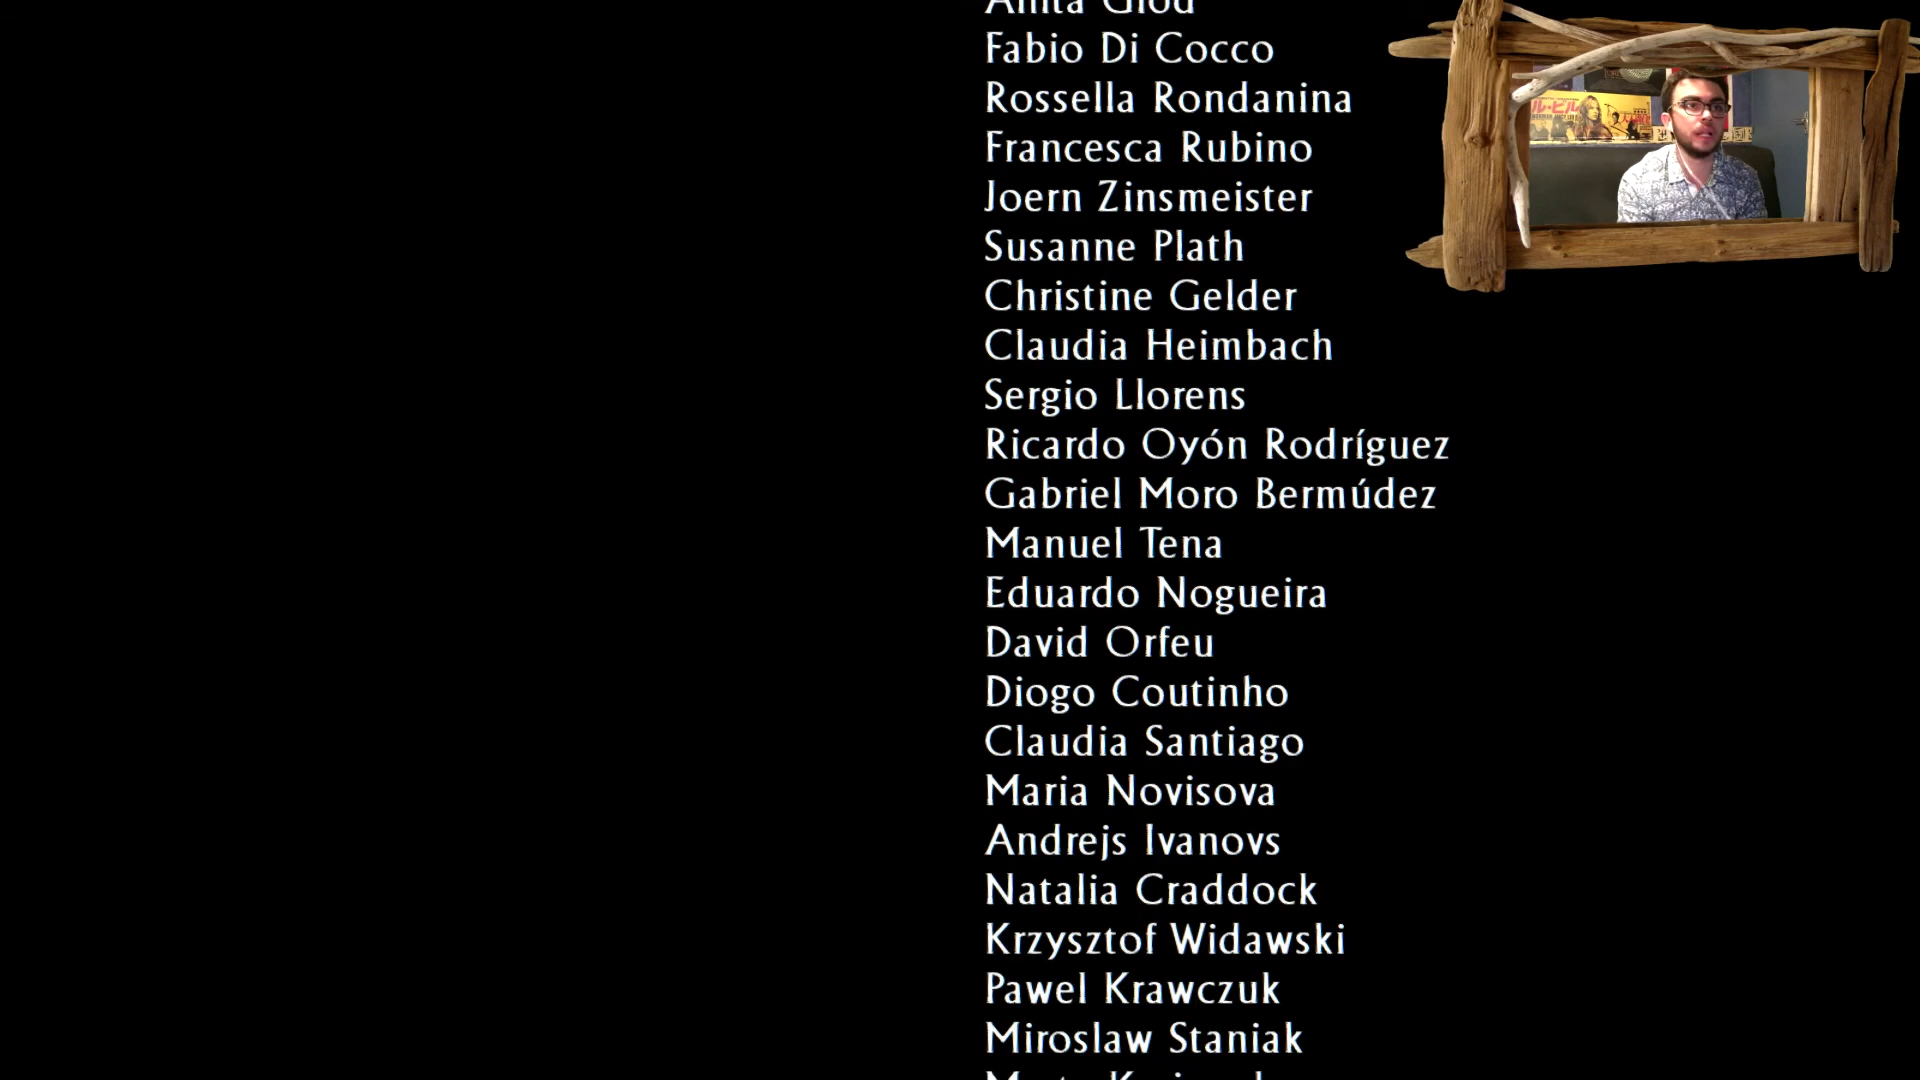 Fabio Di Cocco
Rossella Rondanina
Francesca Rubino
Joern Zinsmeister
Susanne Plath
Christine Gelder
Claudia Heimbach
Sergio Llorens
Ricardo Oyón Rodríguez
Gabriel Moro Bermúdez
Manuel Tena
Eduardo Nogueira
David Orfeu
Diogo Coutinho
Claudia Santiago
Maria Novisova
Andrejs Ivanovs
Natalia Craddock
Krzysztof Widawski
Pawel Krawczuk
Miroslaw Staniak